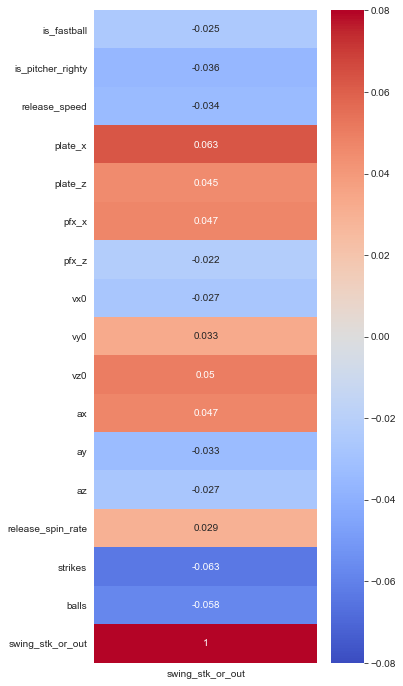 is_fastball -0.025
is_pitcher_righty -0.036
release_speed -0.034
plate_x 0.063
plate_z 0.045
pfx_x 0.047
pfx_z -0.022
vx0 -0.027
vy0 0.033
vz0 0.05
ax 0.047
ay -0.033
az -0.027
release_spin_rate 0.029
strikes -0.063
balls -0.058
swing_stk_or_out 1
swing_stk_or_out
0.08
0.06
0.04
0.02
0.00
−0.02
−0.04
−0.06
−0.08